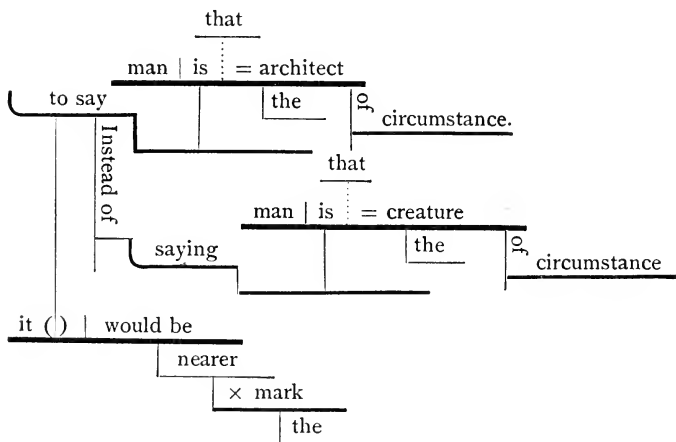 that
man | is = architect
to say
the
of
circumstance.
Instead of
that
man | is = creature
the
saying
of
circumstance
it ( ) | would be
nearer
× mark
the